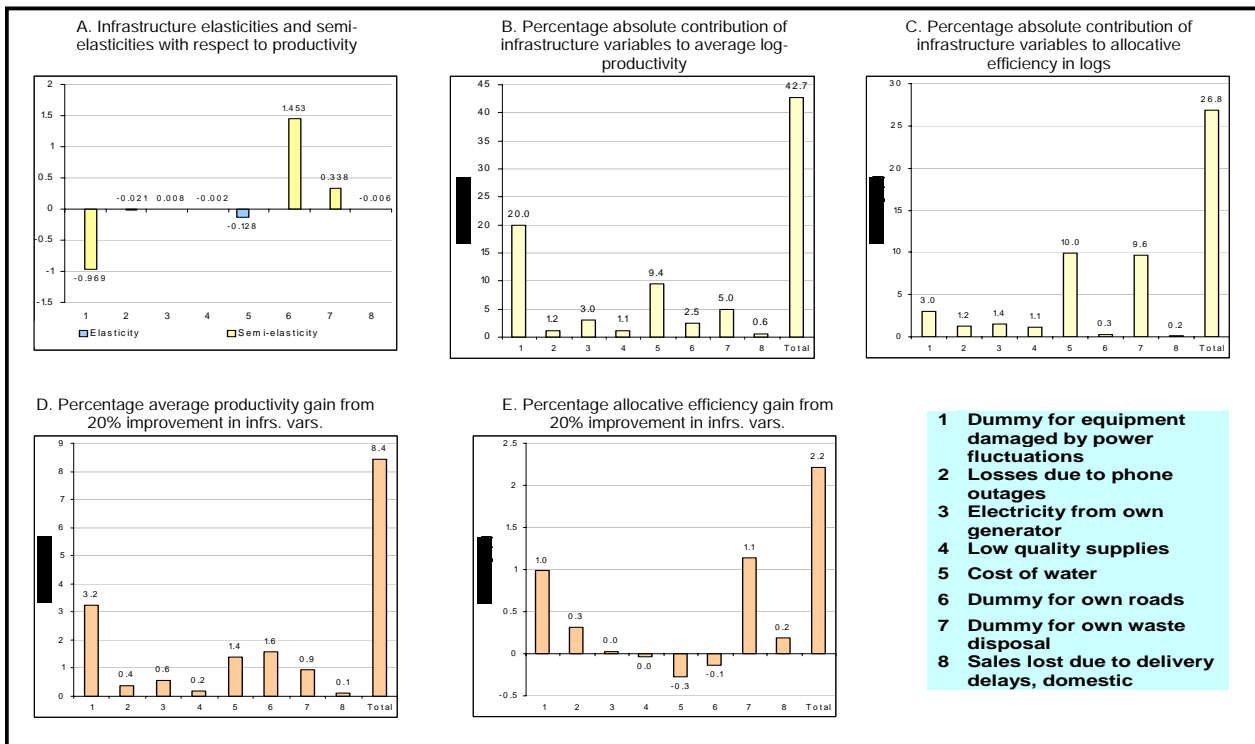 A. Infrastructure elasticities and semi-
elasticities with respect to productivity
2
1.5
1
0.5
0
-0.5
-1
-1.5
-0.969
-0.021
0.008
-0.002
-0.128
1.453
0.338
-0.006
1 2 3 4 5 6 7 8
Elasticity Semi-elasticity
B. Percentage absolute contribution of
infrastructure variables to average log-
productivity
45
40
35
30
25
20
15
10
5
0
20.0
1.2
3.0
1.1
9.4
2.5
5.0
0.6
42.7
1 2 3 4 5 6 7 8 Total
C. Percentage absolute contribution of
infrastructure variables to allocative
efficiency in logs
30
25
20
15
10
5
0
3.0
1.2
1.4
1.1
10.0
0.3
9.6
0.2
26.8
1 2 3 4 5 6 7 8 Total
D. Percentage average productivity gain from
20% improvement in infrs. vars.
9
8
7
6
5
4
3
2
1
0
3.2
0.4
0.6
0.2
1.4
1.6
0.9
0.1
8.4
1 2 3 4 5 6 7 8 Total
E. Percentage allocative efficiency gain from
20% improvement in infrs. vars.
2.5
2
1.5
1
0.5
0
-0.5
1.0
0.3
0.0
0.0
-0.3
-0.1
1.1
0.2
2.2
1 2 3 4 5 6 7 8 Total
1 Dummy for equipment
damaged by power
fluctuations
2 Losses due to phone
outages
3 Electricity from own
generator
4 Low quality supplies
5 Cost of water
6 Dummy for own roads
7 Dummy for own waste
disposal
8 Sales lost due to delivery
delays, domestic